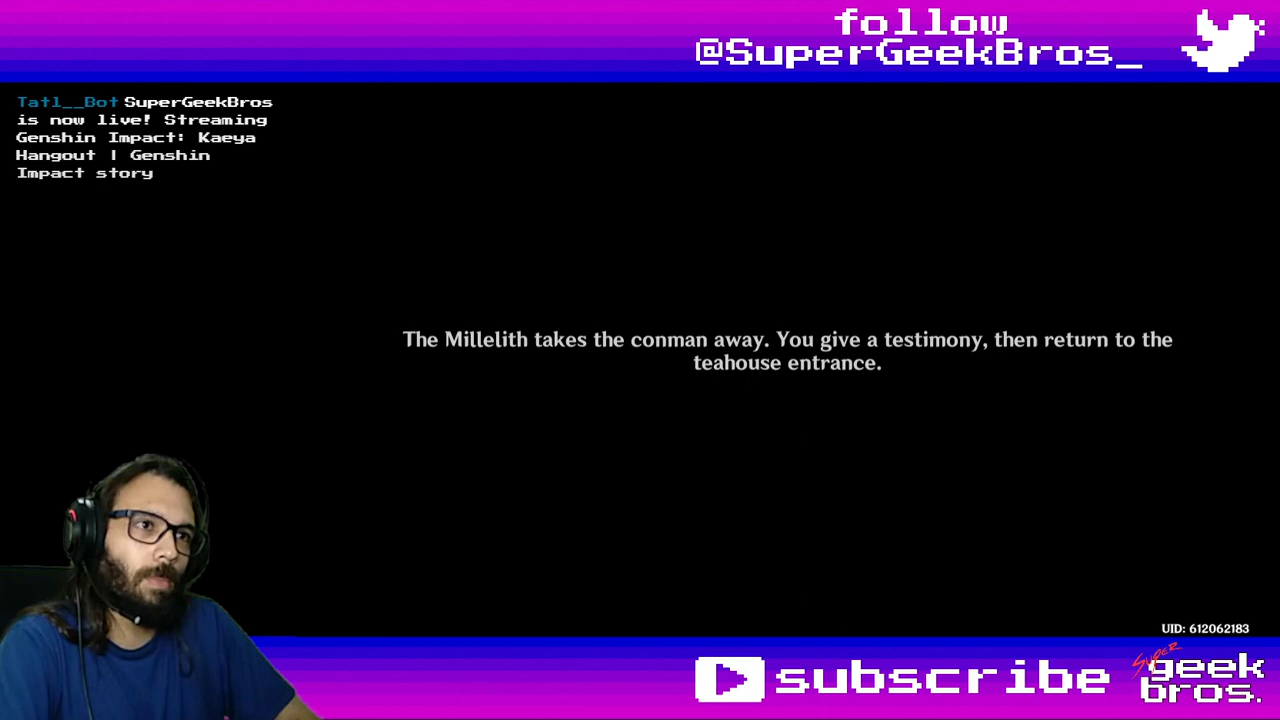 follow
@SuperGeekBros_
Tatl__Bot SuperGeekBros
is now live! Streaming
Genshin Impact: Kaeya
Hangout | Genshin
Impact story
The Millelith takes the conman away. You give a testimony, then return to the
teahouse entrance.
UID: 612062183
subscribe
SUPER
geek
bros.